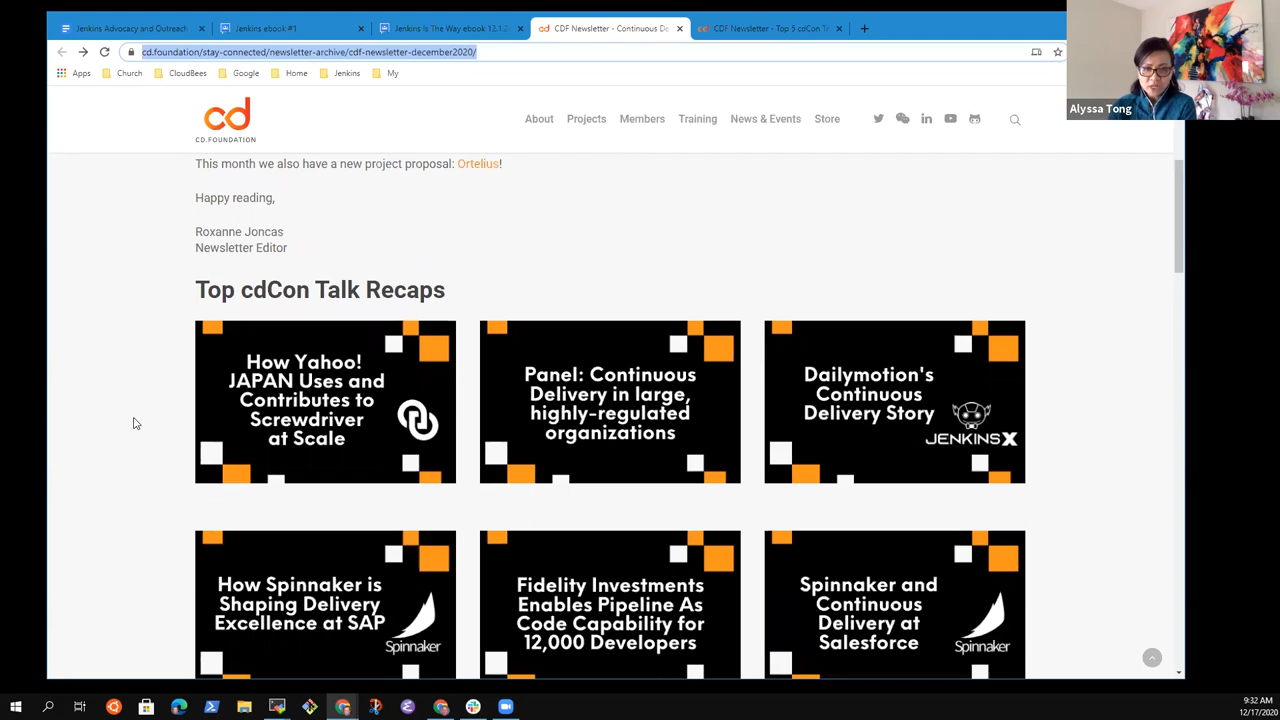 Jenkins Advocacy and Outreach
Jenkins ebook #1
Jenkins Is The Way ebook 12.1.2
CDF Newsletter - Continuous De
CDF Newsletter - Top 5 cdCon T
cd.foundation/stay-connected/newsletter-archive/cdf-newsletter-december2020/
Apps
Church
CloudBees
Google
Home
Jenkins
My
Alyssa Tong
cd
CD.FOUNDATION
About
Projects
Members
Training
News & Events
Store
This month we also have a new project proposal: Ortelius!
Happy reading,
Roxanne Joncas
Newsletter Editor
Top cdCon Talk Recaps
How Yahoo!
JAPAN Uses and
Contributes to
Screwdriver
at Scale
Panel: Continuous
Delivery in large,
highly-regulated
organizations
Dailymotion's
Continuous
Delivery Story
JENKINS X
How Spinnaker is
Shaping Delivery
Excellence at SAP
Spinnaker
Fidelity Investments
Enables Pipeline As
Code Capability for
12,000 Developers
Spinnaker and
Continuous
Delivery at
Salesforce
Spinnaker
9:32 AM
12/17/2020